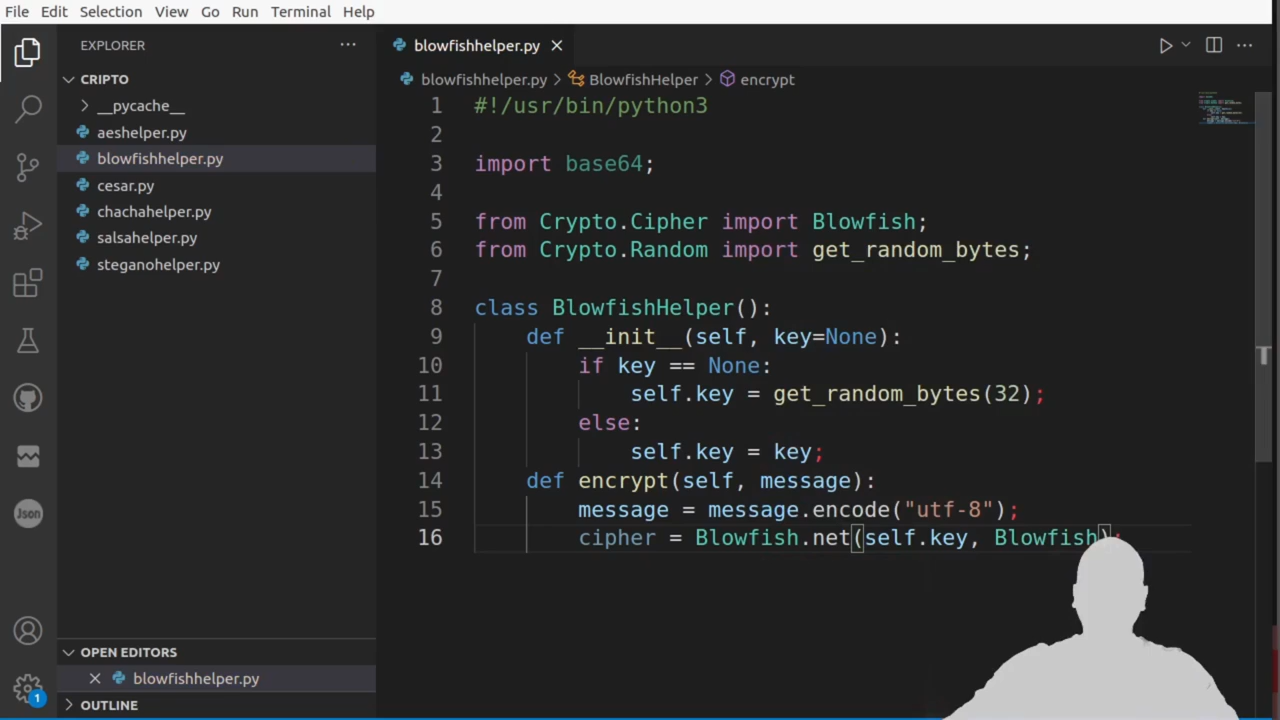 File Edit Selection View Go Run Terminal Help
EXPLORER
CRIPTO
__pycache__
aeshelper.py
blowfishhelper.py
cesar.py
chachahelper.py
salsahelper.py
steganohelper.py
OPEN EDITORS
blowfishhelper.py
OUTLINE
Json
1
blowfishhelper.py
blowfishhelper.py > BlowfishHelper > encrypt
1 #!/usr/bin/python3
2
3 import base64;
4
5 from Crypto.Cipher import Blowfish;
6 from Crypto.Random import get_random_bytes;
7
8 class BlowfishHelper():
9 def __init__(self, key=None):
10 if key == None:
11 self.key = get_random_bytes(32);
12 else:
13 self.key = key;
14 def encrypt(self, message):
15 message = message.encode("utf-8");
16 cipher = Blowfish.net(self.key, Blowfish);